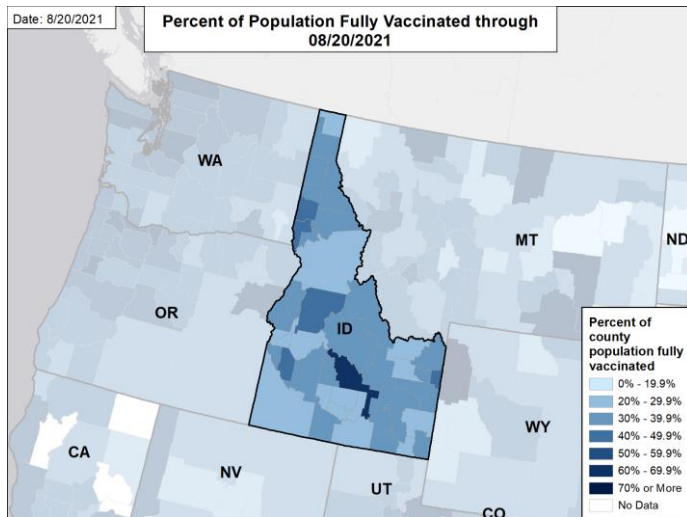 Date: 8/20/2021
Percent of Population Fully Vaccinated through
08/20/2021
WA
MT
ND
OR
ID
WY
CA
NV
UT
CO
Percent of
county
population fully
vaccinated
0% - 19.9%
20% - 29.9%
30% - 39.9%
40% - 49.9%
50% - 59.9%
60% - 69.9%
70% or More
No Data